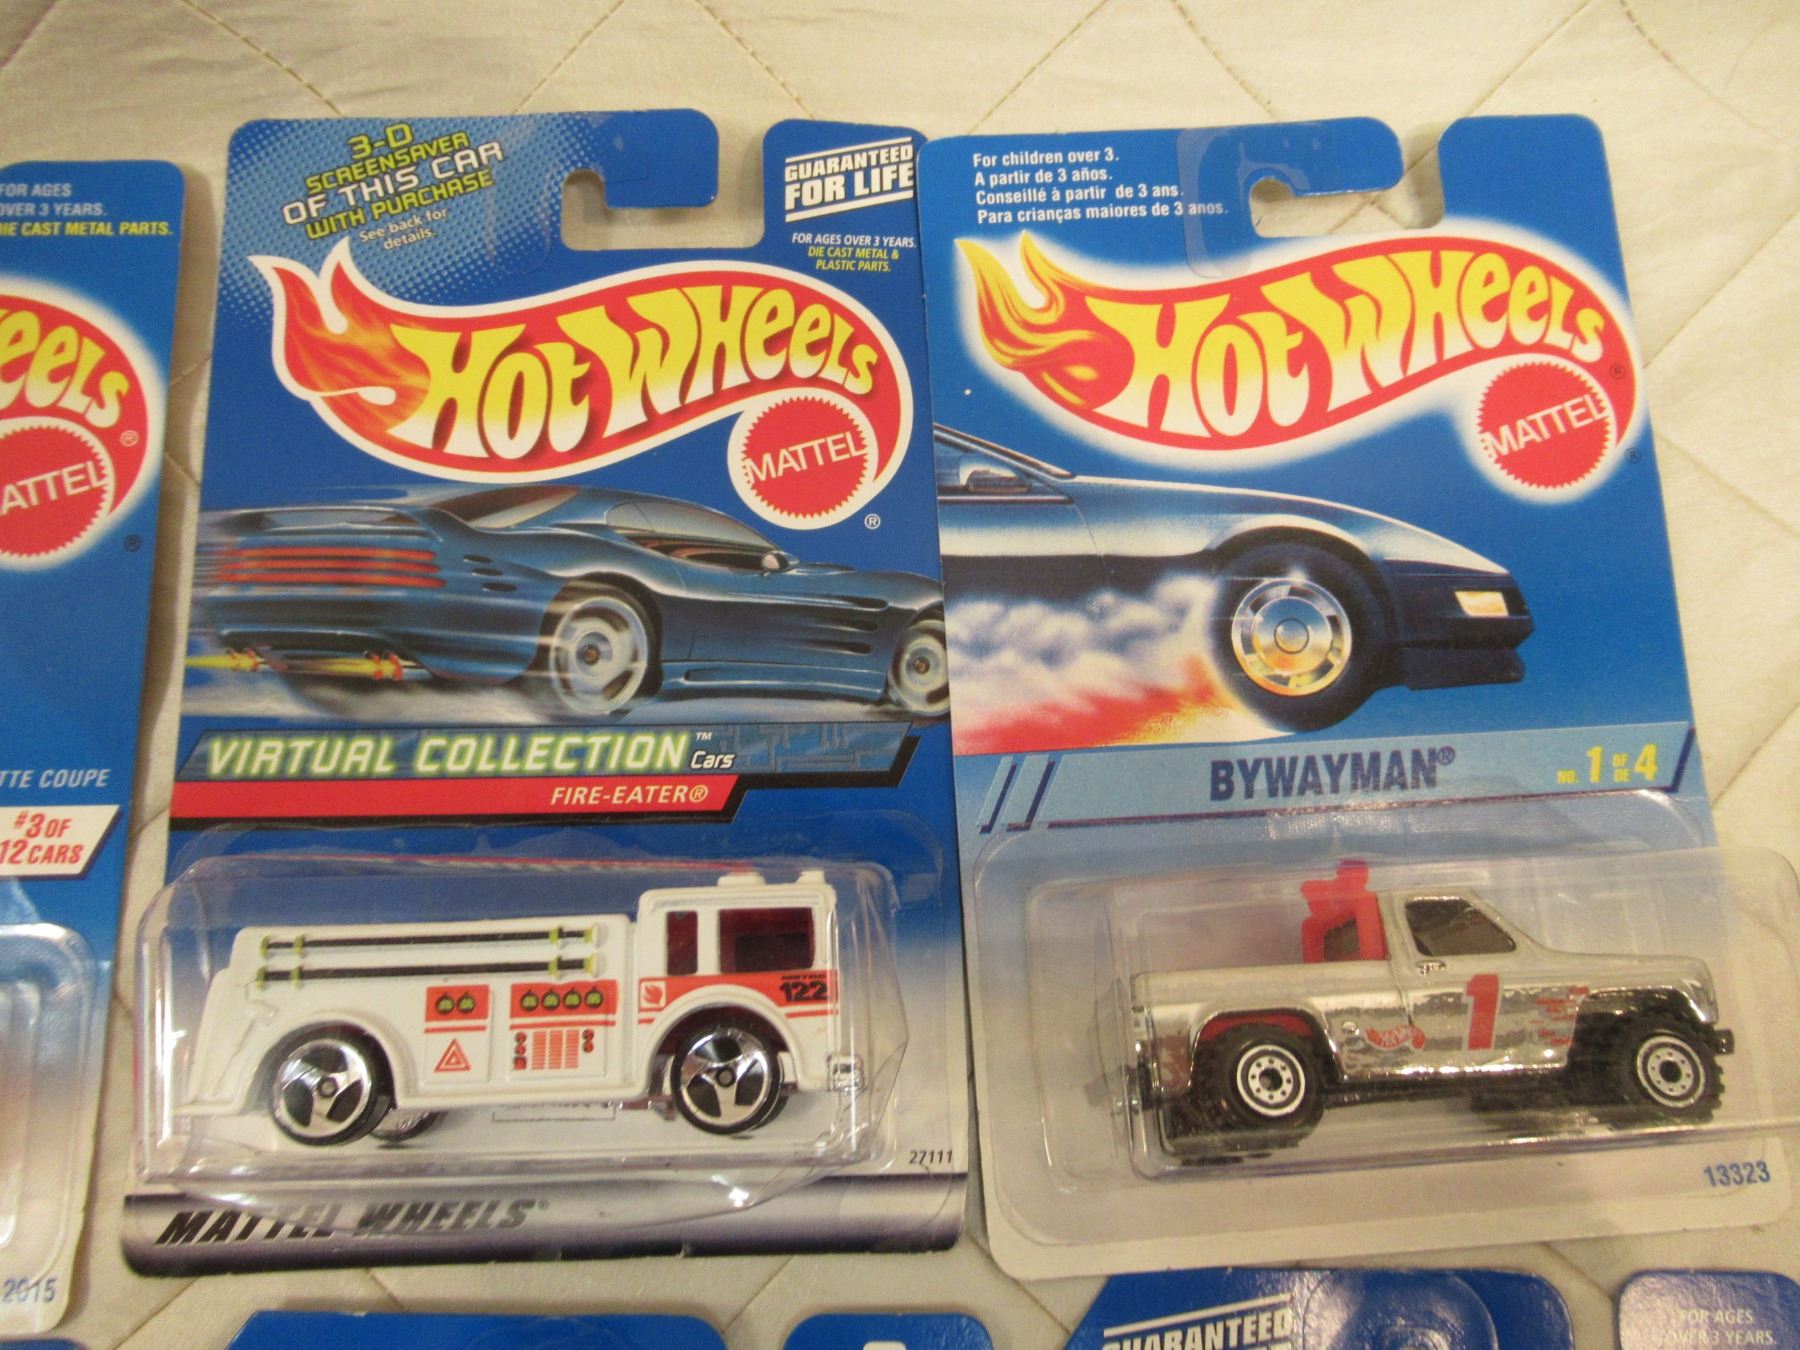 FOR AGES
OVER 3 YEARS.
DIE CAST METAL PARTS.
MATTEL
TTE COUPE
#3 OF
12 CARS
2015
3-D
SCREENSAVER
OF THIS CAR
WITH PURCHASE
See back for
details.
GUARANTEED
FOR LIFE
FOR AGES OVER 3 YEARS.
DIE CAST METAL &
PLASTIC PARTS.
HOT WHEELS
MATTEL
®
VIRTUAL COLLECTION™
Cars
FIRE-EATER®
122
27111
MATTEL WHEELS®
For children over 3.
A partir de 3 años.
Conseillé à partir de 3 ans.
Para crianças maiores de 3 anos.
HOT WHEELS
®
MATTEL
®
BYWAYMAN®
NO. 1 OF DE 4
1
13323
GUARANTEED
FOR AGES
OVER 3 YEARS